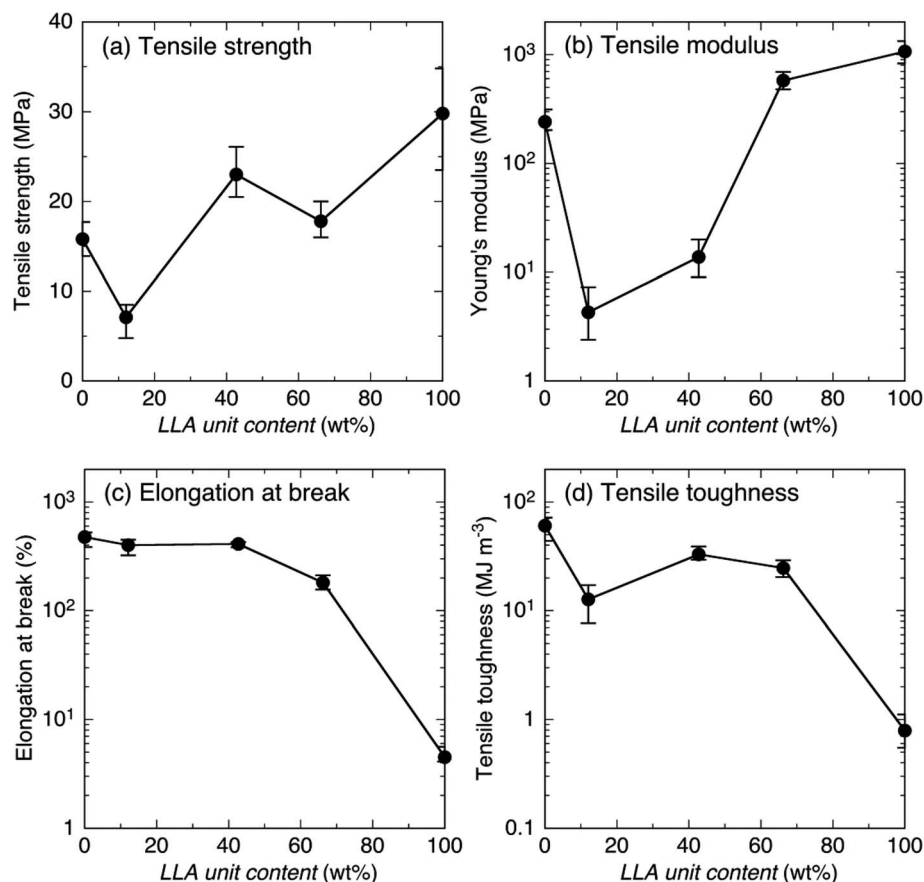 (a) Tensile strength
Tensile strength (MPa)
40
30
20
10
0
0 20 40 60 80 100
LLA unit content (wt%)
(b) Tensile modulus
Young's modulus (MPa)
10³
10²
10¹
1
0 20 40 60 80 100
LLA unit content (wt%)
(c) Elongation at break
Elongation at break (%)
10³
10²
10¹
1
0 20 40 60 80 100
LLA unit content (wt%)
(d) Tensile toughness
Tensile toughness (MJ m⁻³)
10²
10¹
1
0.1
0 20 40 60 80 100
LLA unit content (wt%)